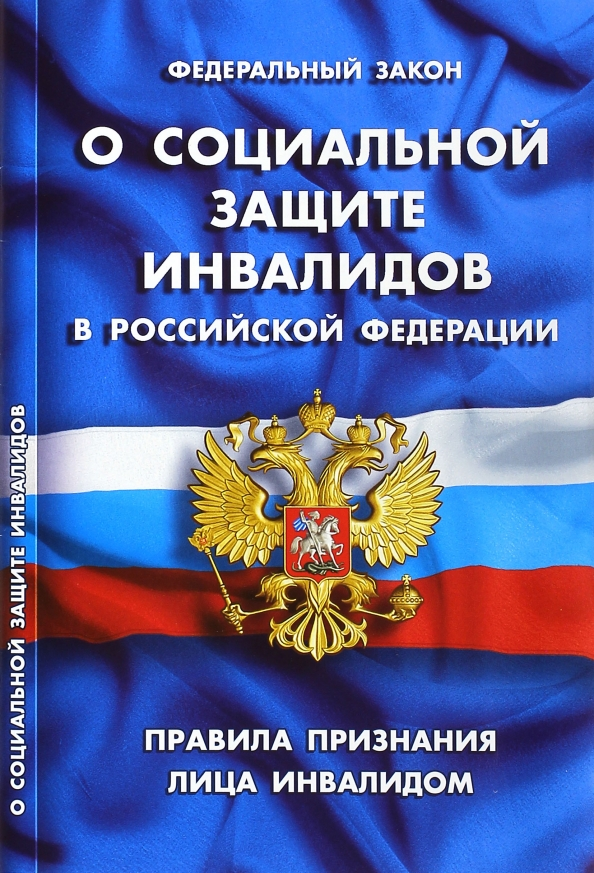 ФЕДЕРАЛЬНЫЙ ЗАКОН
О СОЦИАЛЬНОЙ
ЗАЩИТЕ
ИНВАЛИДОВ
В РОССИЙСКОЙ ФЕДЕРАЦИИ
ПРАВИЛА ПРИЗНАНИЯ
ЛИЦА ИНВАЛИДОМ
О СОЦИАЛЬНОЙ ЗАЩИТЕ ИНВАЛИДОВ